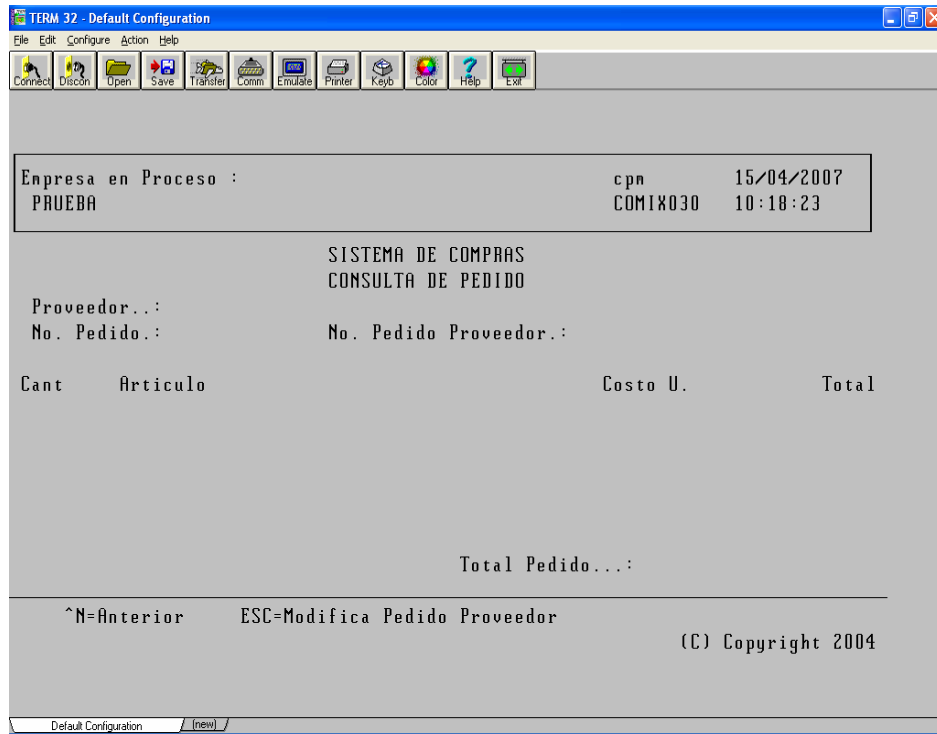 TERM 32 - Default Configuration
File Edit Configure Action Help
Connect Discon Open Save Transfer Comm Emulate Printer Keyb Color Help Exit
Empresa en Proceso : cpm 15/04/2007
PRUEBA COMIX030 10:18:23
SISTEMA DE COMPRAS
CONSULTA DE PEDIDO
Proveedor..:
No. Pedido.: No. Pedido Proveedor.:
Cant Articulo Costo U. Total
Total Pedido...:
^N=Anterior ESC=Modifica Pedido Proveedor
(C) Copyright 2004
Default Configuration (new)